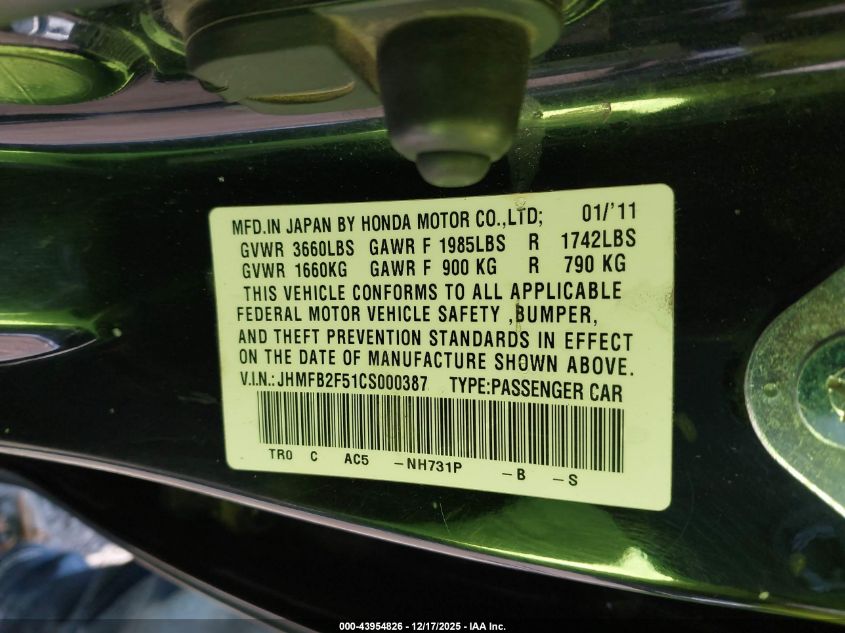 MFD.IN JAPAN BY HONDA MOTOR CO.,LTD; 01/'11
GVWR 3660LBS GAWR F 1985LBS R 1742LBS
GVWR 1660KG GAWR F 900 KG R 790 KG
THIS VEHICLE CONFORMS TO ALL APPLICABLE
FEDERAL MOTOR VEHICLE SAFETY ,BUMPER,
AND THEFT PREVENTION STANDARDS IN EFFECT
ON THE DATE OF MANUFACTURE SHOWN ABOVE.
V.I.N.:JHMFB2F51CS000387 TYPE:PASSENGER CAR
TR0 C AC5 -NH731P -B -S
000-43954826 - 12/17/2025 - IAA Inc.